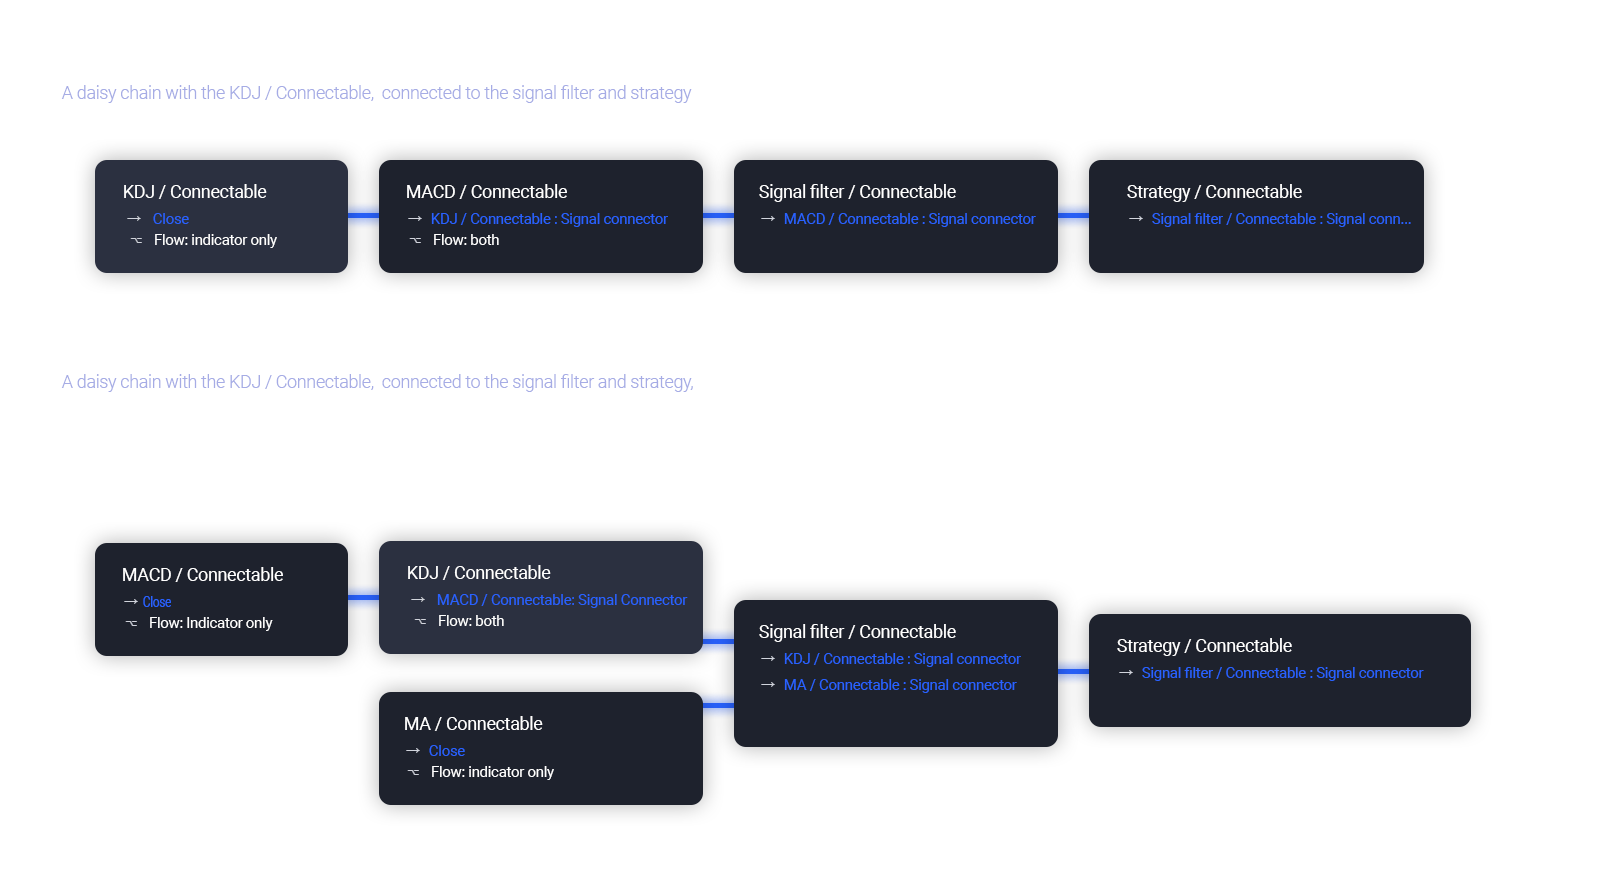 A daisy chain with the KDJ / Connectable, connected to the signal filter and strategy
KDJ / Connectable
→ Close
⌥ Flow: indicator only
MACD / Connectable
→ KDJ / Connectable : Signal connector
⌥ Flow: both
Signal filter / Connectable
→ MACD / Connectable : Signal connector
Strategy / Connectable
→ Signal filter / Connectable : Signal conn...
A daisy chain with the KDJ / Connectable, connected to the signal filter and strategy,
MACD / Connectable
→ Close
⌥ Flow: Indicator only
KDJ / Connectable
→ MACD / Connectable: Signal Connector
⌥ Flow: both
MA / Connectable
→ Close
⌥ Flow: indicator only
Signal filter / Connectable
→ KDJ / Connectable : Signal connector
→ MA / Connectable : Signal connector
Strategy / Connectable
→ Signal filter / Connectable : Signal connector